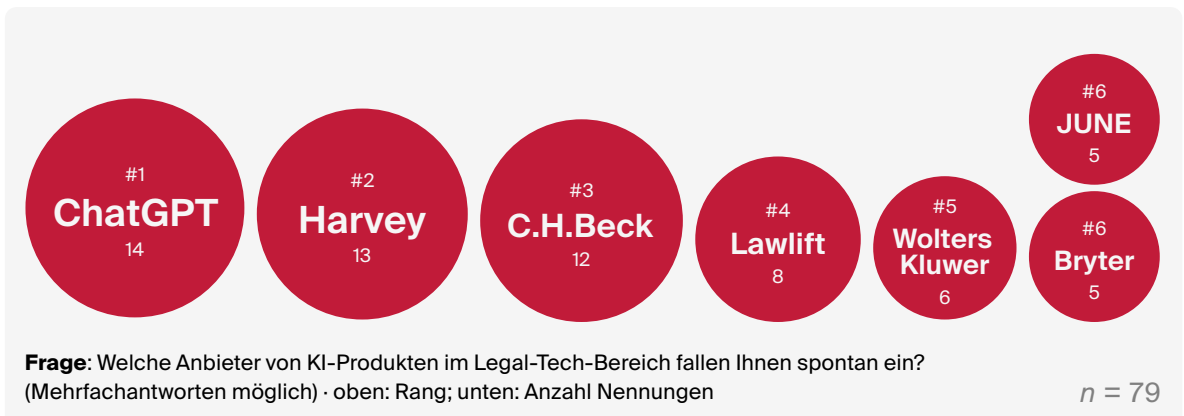 #1
ChatGPT
14
#2
Harvey
13
#3
C.H.Beck
12
#4
Lawlift
8
#5
Wolters
Kluwer
6
#6
JUNE
5
#6
Bryter
5
Frage: Welche Anbieter von KI-Produkten im Legal-Tech-Bereich fallen Ihnen spontan ein?
(Mehrfachantworten möglich) · oben: Rang; unten: Anzahl Nennungen
n = 79